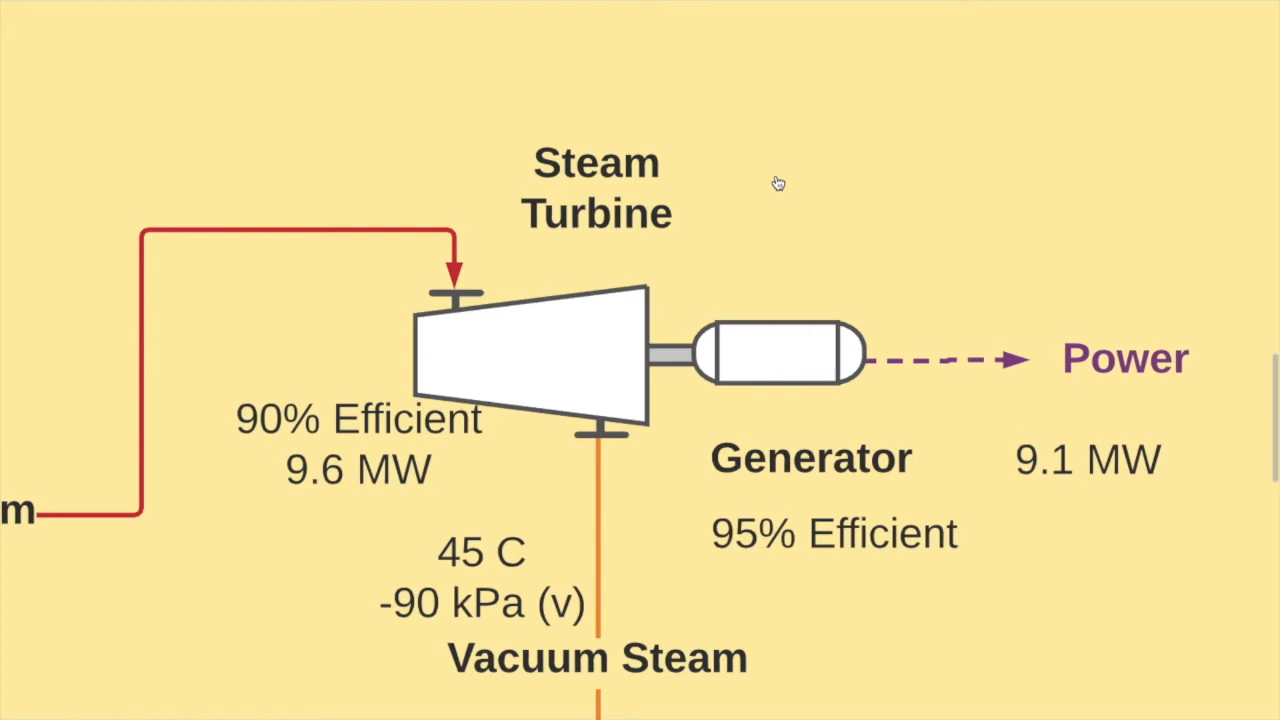 Steam
Turbine
Power
90% Efficient
9.6 MW
Generator
9.1 MW
m
95% Efficient
45 C
-90 kPa (v)
Vacuum Steam